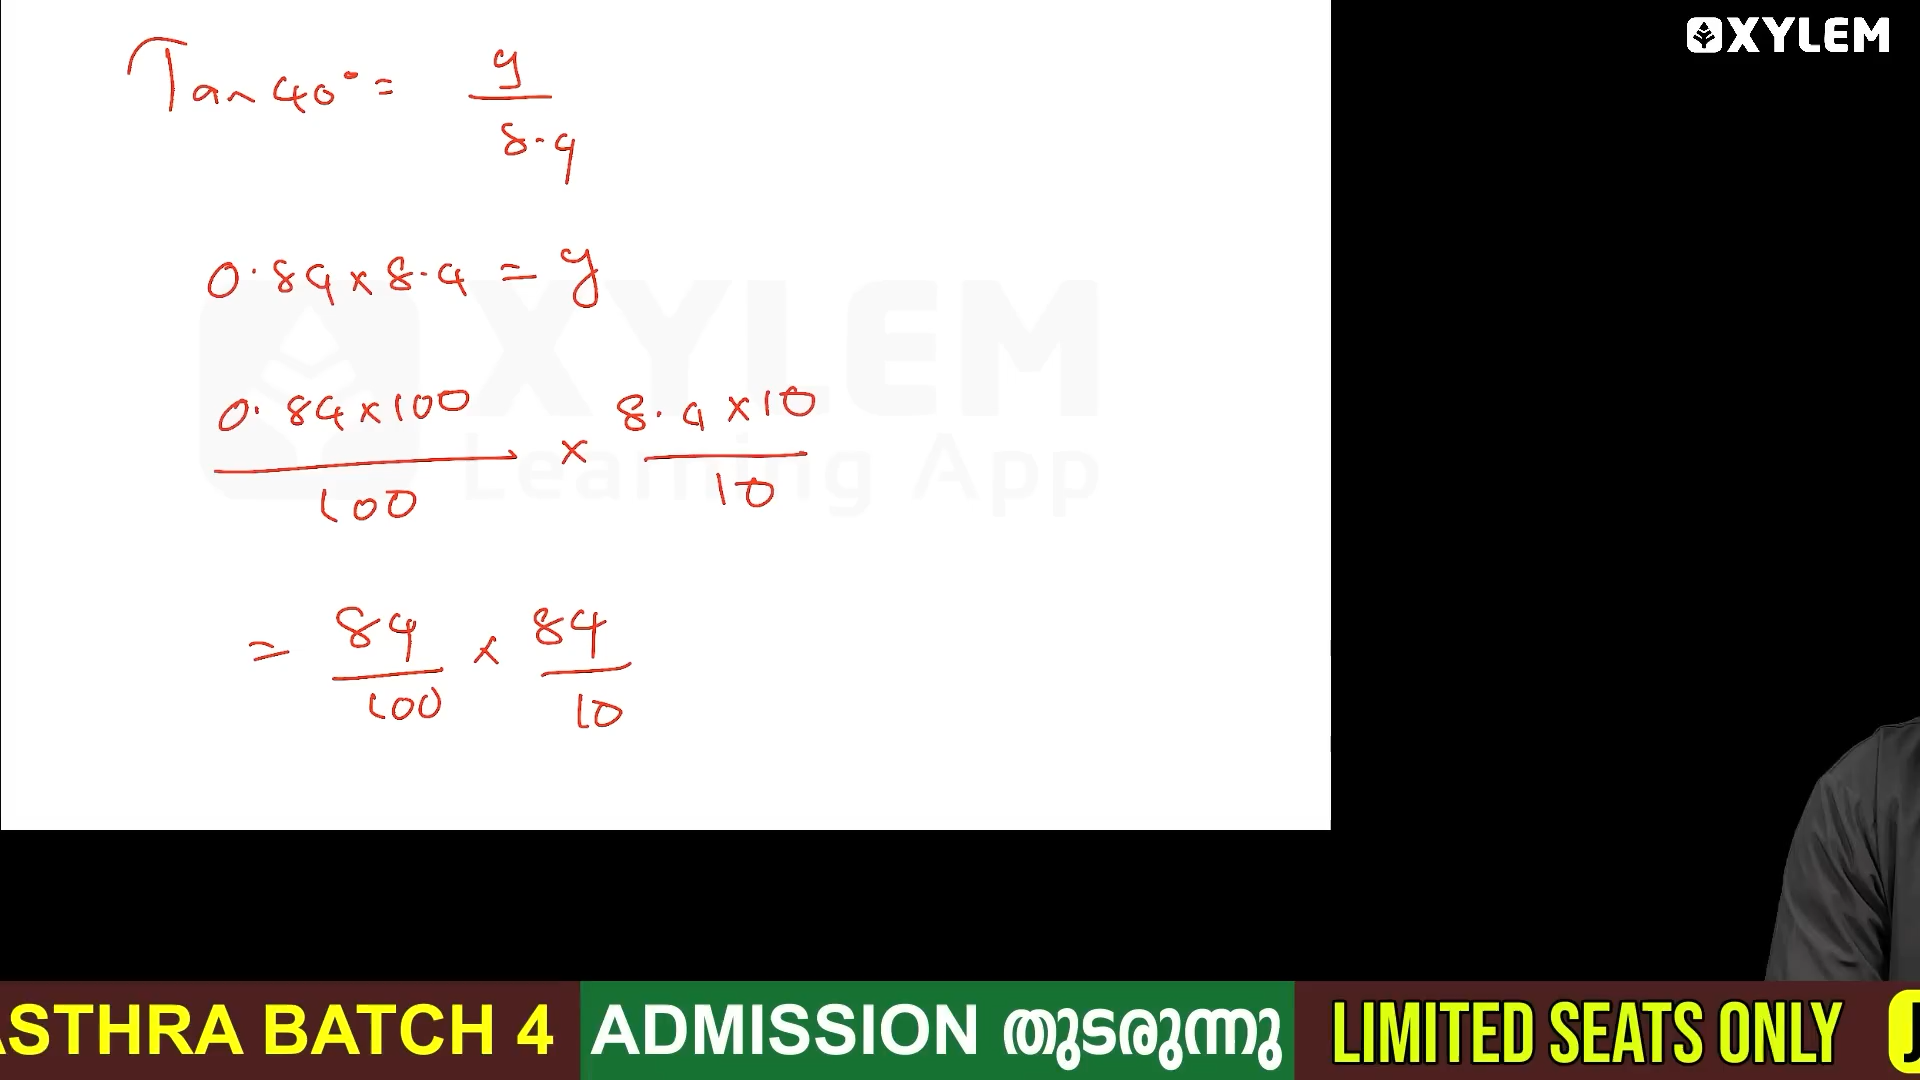 XYLEM
Tan 40° = y / 8.4
0.84 x 8.4 = y
XYLEM
Learning App
0.84 x 100 / 100 x 8.4 x 10 / 10
= 84 / 100 x 84 / 10
ASTHRA BATCH 4 ADMISSION തുടരുന്നു LIMITED SEATS ONLY